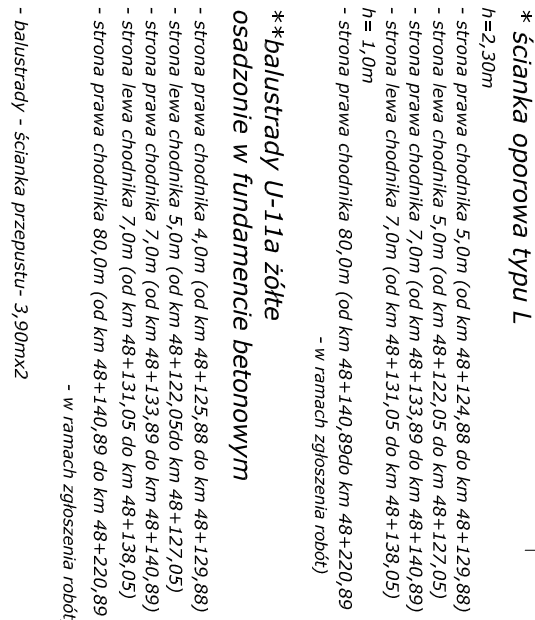 * ścianka oporowa typu L
h=2,30m
- strona prawa chodnika 5,0m (od km 48+124,88 do km 48+129,88)
- strona lewa chodnika 5,0m (od km 48+122,05 do km 48+127,05)
- strona prawa chodnika 7,0m (od km 48+133,89 do km 48+140,89)
- strona lewa chodnika 7,0m (od km 48+131,05 do km 48+138,05)
h= 1,0m
- strona prawa chodnika 80,0m (od km 48+140,89do km 48+220,89
- w ramach zgłoszenia robót)
**balustrady U-11a żółte
osadzonie w fundamencie betonowym
- strona prawa chodnika 4,0m (od km 48+125,88 do km 48+129,88)
- strona lewa chodnika 5,0m (od km 48+122,05do km 48+127,05)
- strona prawa chodnika 7,0m (od km 48+133,89 do km 48+140,89)
- strona lewa chodnika 7,0m (od km 48+131,05 do km 48+138,05)
- strona prawa chodnika 80,0m (od km 48+140,89 do km 48+220,89
- w ramach zgłoszenia robót
- balustrady - ścianka przepustu- 3,90mx2